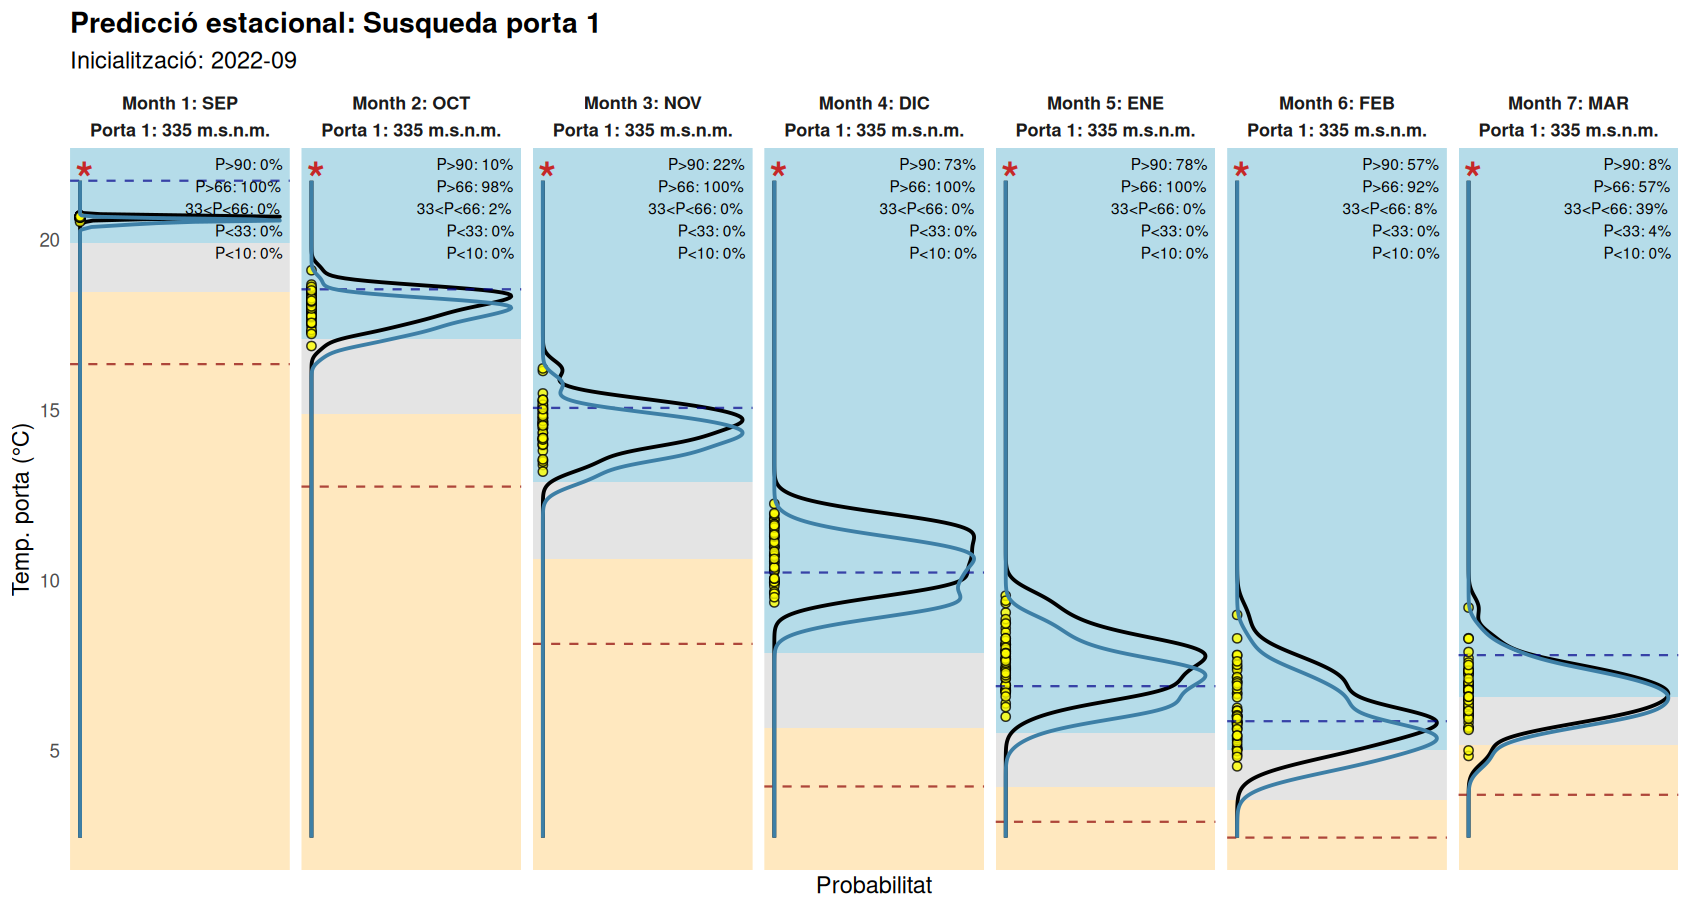 Predicció estacional: Susqueda porta 1
Inicialització: 2022-09
Month 1: SEP
Porta 1: 335 m.s.n.m.
Month 2: OCT
Porta 1: 335 m.s.n.m.
Month 3: NOV
Porta 1: 335 m.s.n.m.
Month 4: DIC
Porta 1: 335 m.s.n.m.
Month 5: ENE
Porta 1: 335 m.s.n.m.
Month 6: FEB
Porta 1: 335 m.s.n.m.
Month 7: MAR
Porta 1: 335 m.s.n.m.
*
P>90: 0%
P>66: 100%
33<P<66: 0%
P<33: 0%
P<10: 0%
*
P>90: 10%
P>66: 98%
33<P<66: 2%
P<33: 0%
P<10: 0%
*
P>90: 22%
P>66: 100%
33<P<66: 0%
P<33: 0%
P<10: 0%
*
P>90: 73%
P>66: 100%
33<P<66: 0%
P<33: 0%
P<10: 0%
*
P>90: 78%
P>66: 100%
33<P<66: 0%
P<33: 0%
P<10: 0%
*
P>90: 57%
P>66: 92%
33<P<66: 8%
P<33: 0%
P<10: 0%
*
P>90: 8%
P>66: 57%
33<P<66: 39%
P<33: 4%
P<10: 0%
20
15
10
5
Temp. porta (°C)
Probabilitat